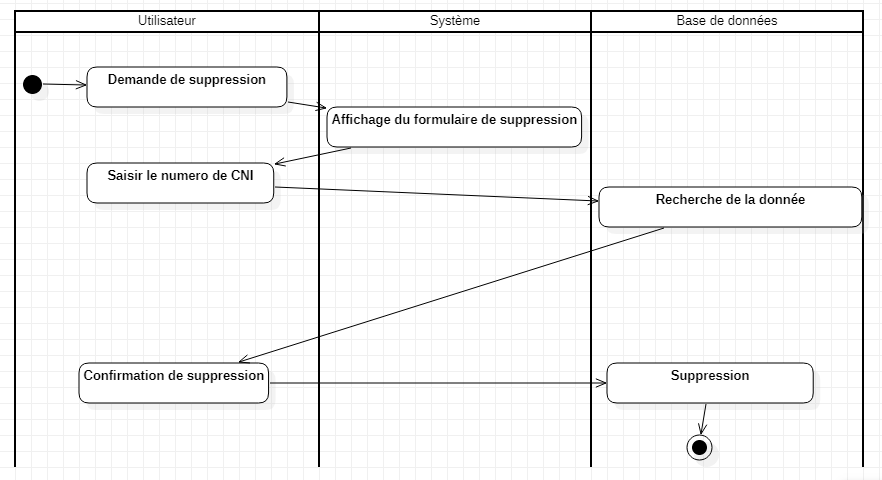 Utilisateur
Système
Base de données
Demande de suppression
Affichage du formulaire de suppression
Saisir le numero de CNI
Recherche de la donnée
Confirmation de suppression
Suppression